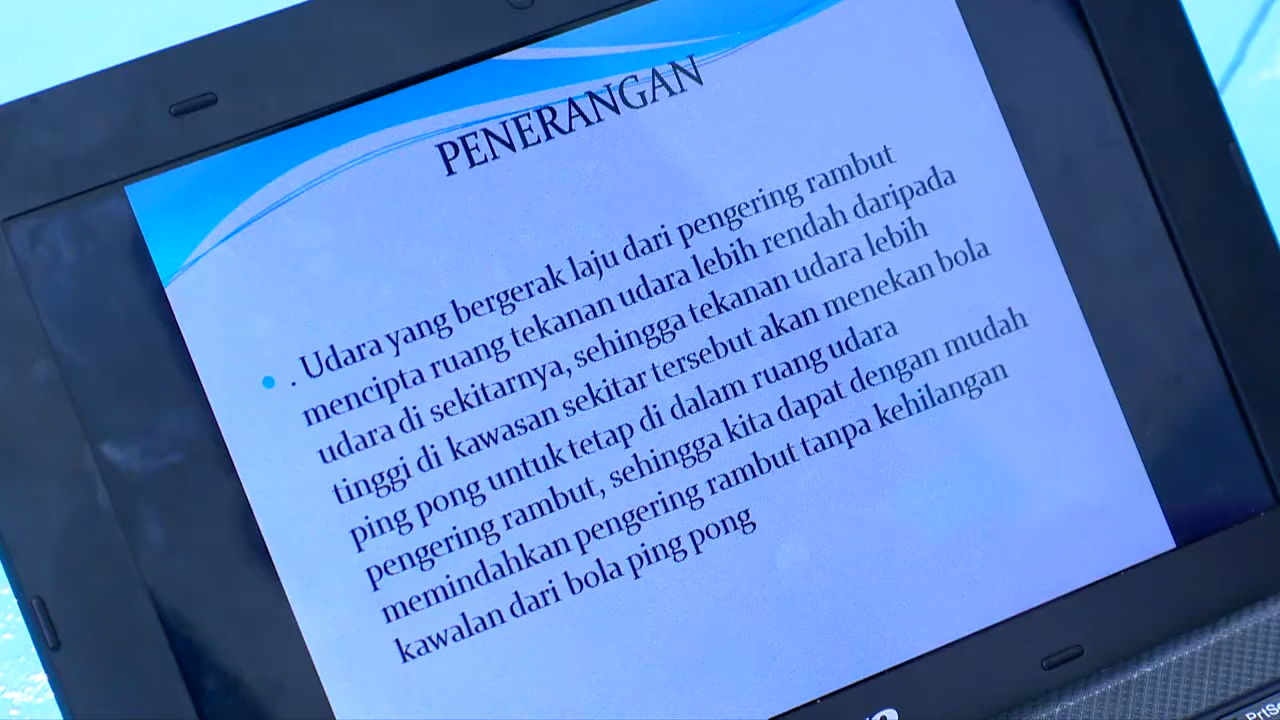 PENERANGAN
. Udara yang bergerak laju dari pengering rambut
mencipta ruang tekanan udara lebih rendah daripada
udara di sekitarnya, sehingga tekanan udara lebih
tinggi di kawasan sekitar tersebut akan menekan bola
ping pong untuk tetap di dalam ruang udara
pengering rambut, sehingga kita dapat dengan mudah
memindahkan pengering rambut tanpa kehilangan
kawalan dari bola ping pong